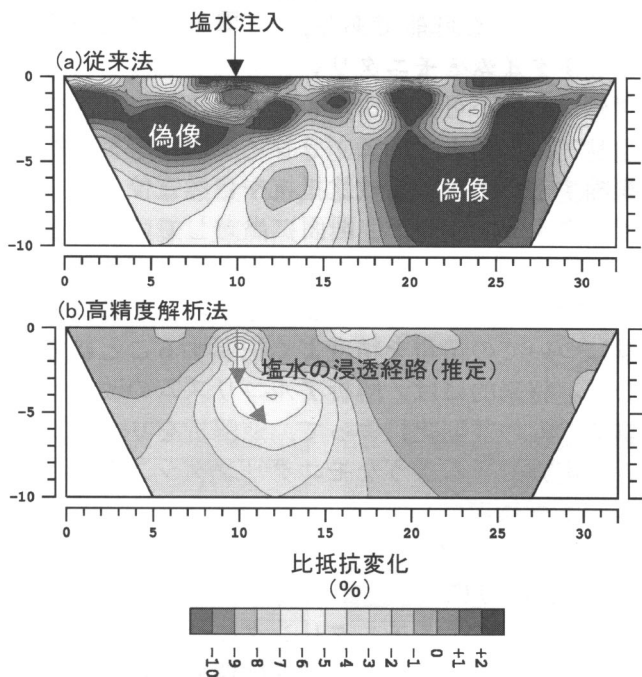 塩水注入
(a)従来法
0
偽像
偽像
-5
-10
0 5 10 15 20 25 30
(b)高精度解析法
0
塩水の浸透経路(推定)
-5
-10
0 5 10 15 20 25 30
比抵抗変化
(%)
-10 -9 -8 -7 -6 -5 -4 -3 -2 -1 0 +1 +2